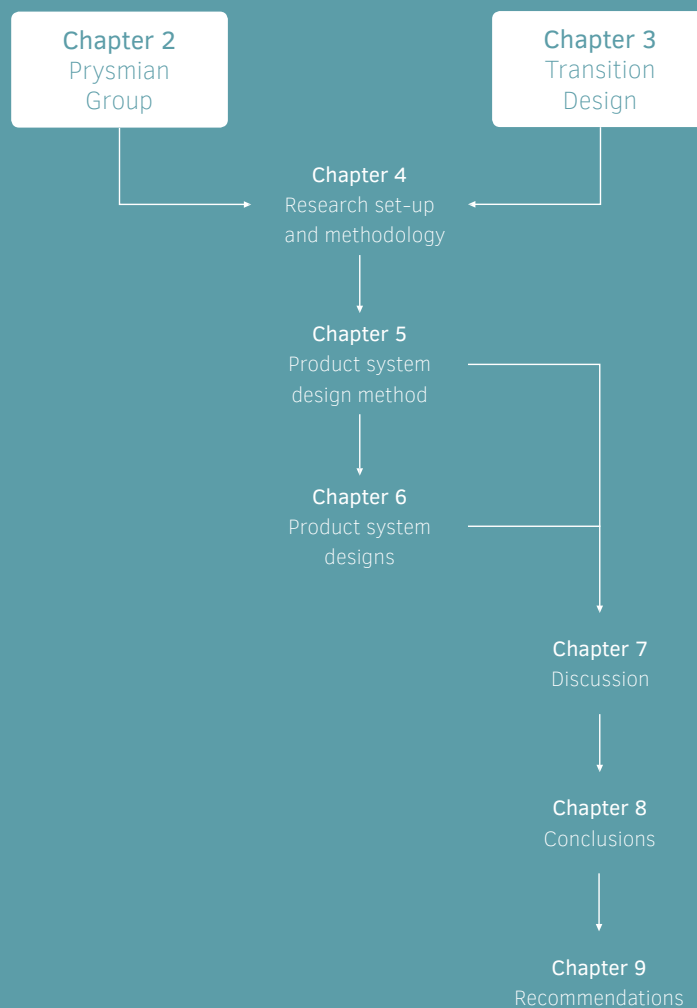 Chapter 2
Prysmian
Group
Chapter 3
Transition
Design
Chapter 4
Research set-up
and methodology
Chapter 5
Product system
design method
Chapter 6
Product system
designs
Chapter 7
Discussion
Chapter 8
Conclusions
Chapter 9
Recommendations